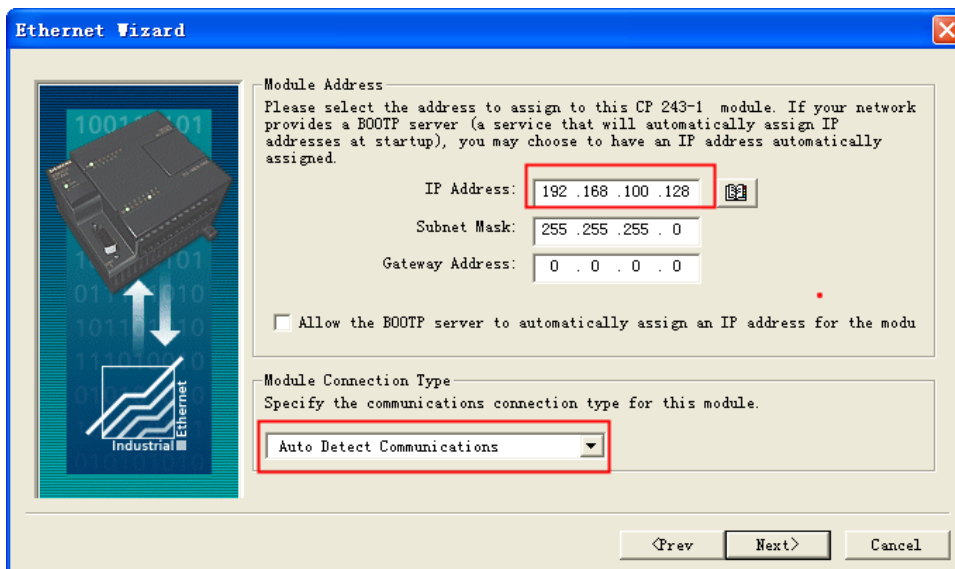 Ethernet Wizard
Module Address
Please select the address to assign to this CP 243-1 module. If your network
provides a BOOTP server (a service that will automatically assign IP
addresses at startup), you may choose to have an IP address automatically
assigned.
IP Address: 192 .168 .100 .128
Subnet Mask: 255 .255 .255 . 0
Gateway Address: 0 . 0 . 0 . 0
Allow the BOOTP server to automatically assign an IP address for the modu
Module Connection Type
Specify the communications connection type for this module.
Auto Detect Communications
Industrial
Ethernet
<Prev
Next>
Cancel